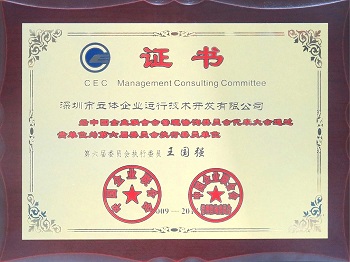 证书
CEC Management Consulting Committee
深圳市立体企业运行技术开发有限公司
经中国企业联合会管理咨询委员会代表大会通过
贵单位为第六届委员会执行委员单位
第六届委员会执行委员 王国强